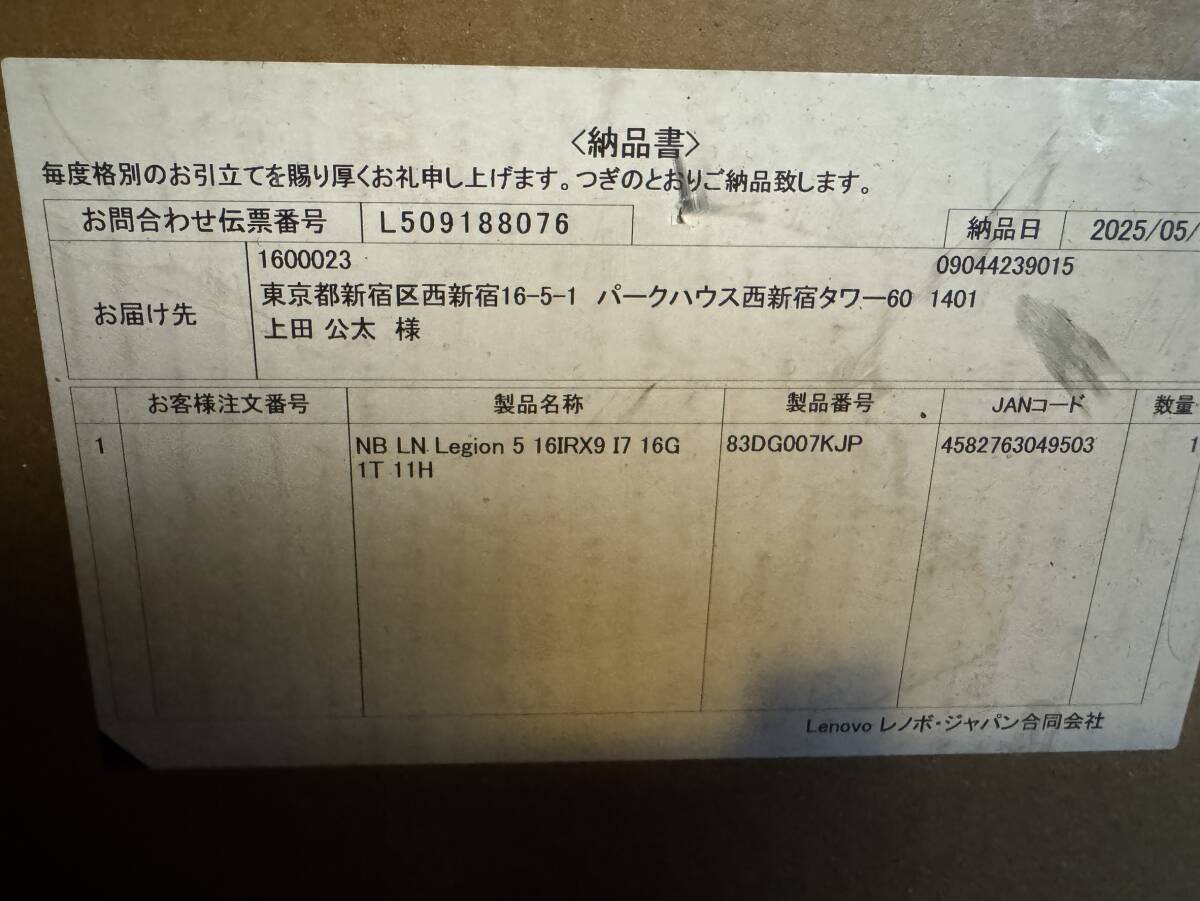 <納品書>
毎度格別のお引立てを賜り厚くお礼申し上げます。つぎのとおりご納品致します。
お問合わせ伝票番号 L509188076 納品日 2025/05/
1600023 09044239015
お届け先 東京都新宿区西新宿16-5-1 パークハウス西新宿タワー60 1401
上田 公太 様
お客様注文番号 製品名称 製品番号 JANコード 数量
1 NB LN Legion 5 16IRX9 I7 16G 83DG007KJP 4582763049503 1
1T 11H
Lenovo レノボ・ジャパン合同会社